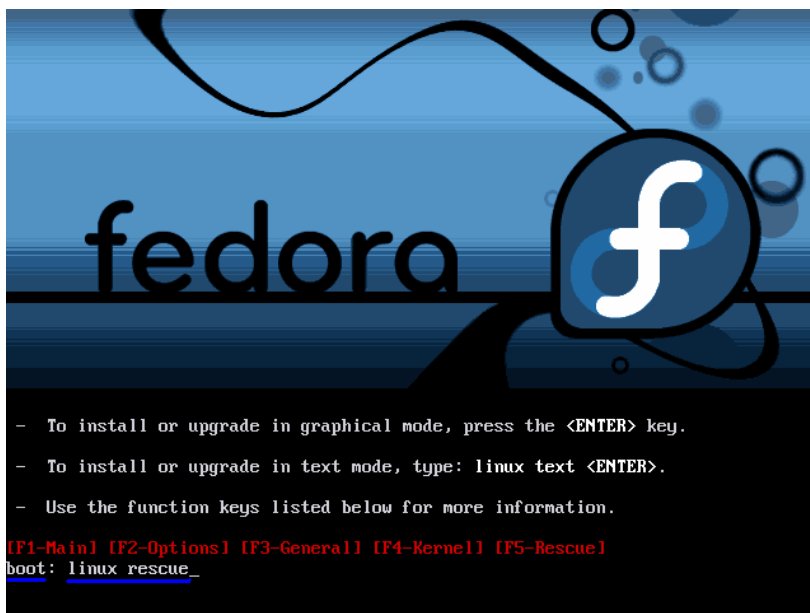 fedora
- To install or upgrade in graphical mode, press the <ENTER> key.
- To install or upgrade in text mode, type: linux text <ENTER>.
- Use the function keys listed below for more information.
[F1-Main] [F2-Options] [F3-General] [F4-Kernel] [F5-Rescue]
boot: linux rescue_